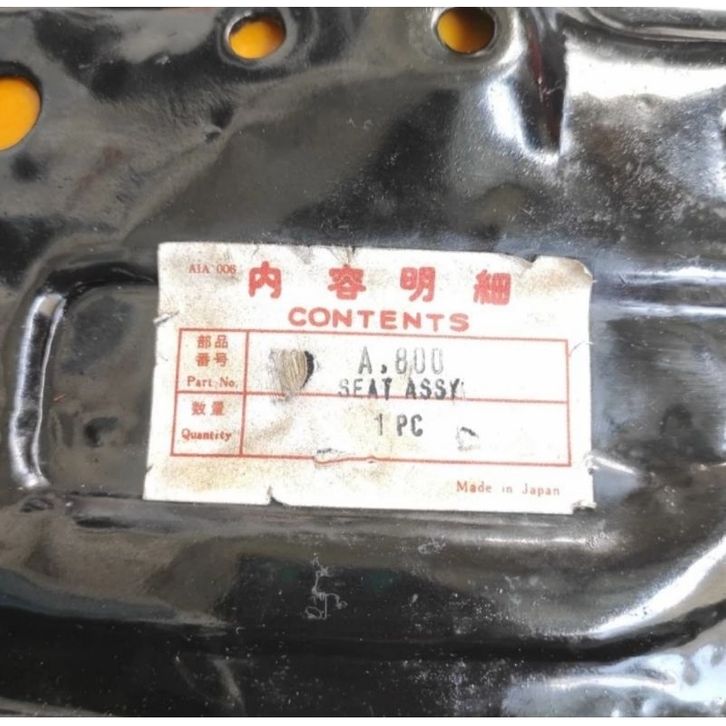 AIA 006
内容明細
CONTENTS
部品
番号
Part No.
A.800
SEAT ASSY
数量
Quantity
1 PC
Made in Japan